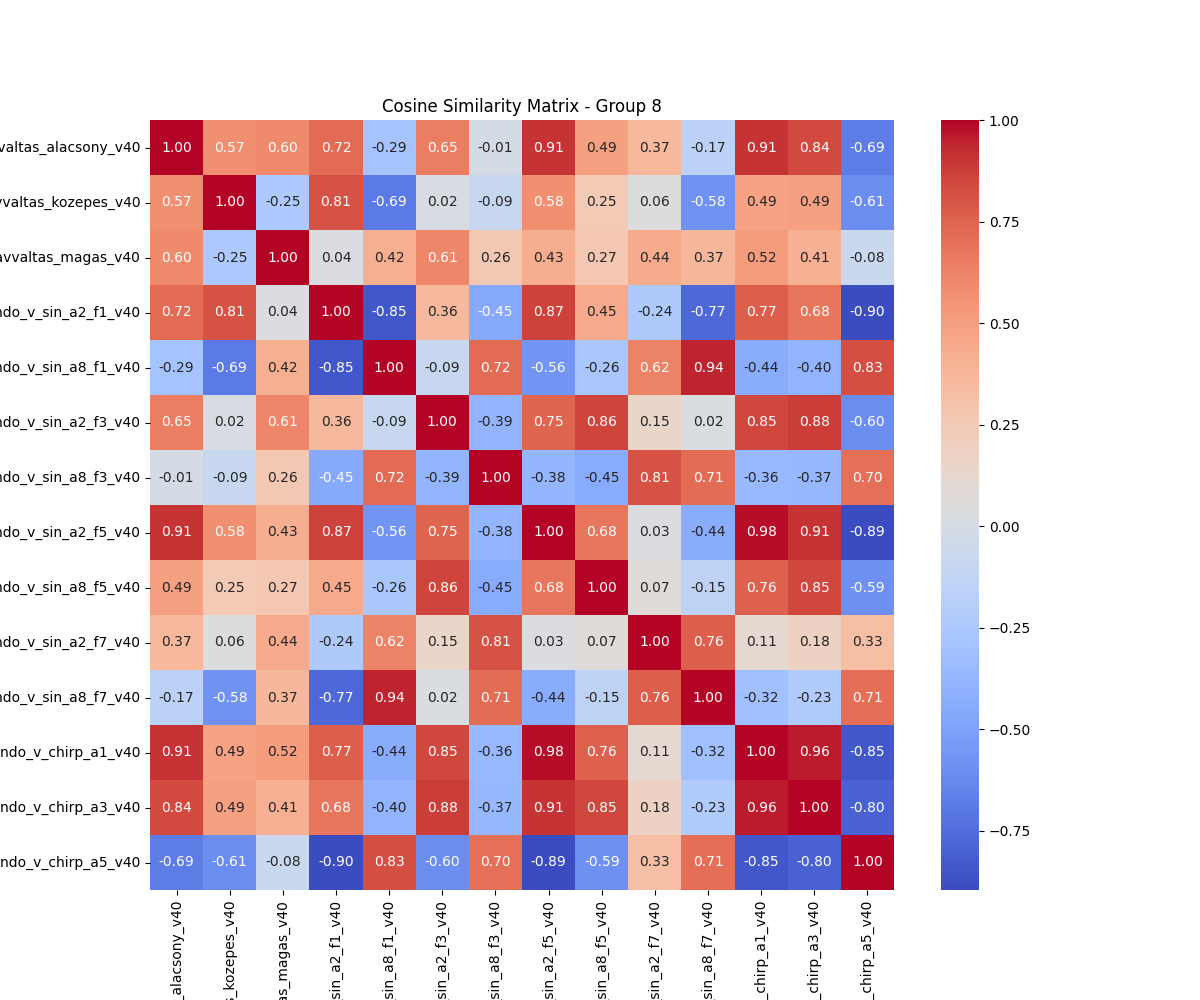 Cosine Similarity Matrix - Group 8
valtas_alacsony_v40 1.00 0.57 0.60 0.72 -0.29 0.65 -0.01 0.91 0.49 0.37 -0.17 0.91 0.84 -0.69
vvaltas_kozepes_v40 0.57 1.00 -0.25 0.81 -0.69 0.02 -0.09 0.58 0.25 0.06 -0.58 0.49 0.49 -0.61
avvaltas_magas_v40 0.60 -0.25 1.00 0.04 0.42 0.61 0.26 0.43 0.27 0.44 0.37 0.52 0.41 -0.08
ndo_v_sin_a2_f1_v40 0.72 0.81 0.04 1.00 -0.85 0.36 -0.45 0.87 0.45 -0.24 -0.77 0.77 0.68 -0.90
ndo_v_sin_a8_f1_v40 -0.29 -0.69 0.42 -0.85 1.00 -0.09 0.72 -0.56 -0.26 0.62 0.94 -0.44 -0.40 0.83
ndo_v_sin_a2_f3_v40 0.65 0.02 0.61 0.36 -0.09 1.00 -0.39 0.75 0.86 0.15 0.02 0.85 0.88 -0.60
ndo_v_sin_a8_f3_v40 -0.01 -0.09 0.26 -0.45 0.72 -0.39 1.00 -0.38 -0.45 0.81 0.71 -0.36 -0.37 0.70
ndo_v_sin_a2_f5_v40 0.91 0.58 0.43 0.87 -0.56 0.75 -0.38 1.00 0.68 0.03 -0.44 0.98 0.91 -0.89
ndo_v_sin_a8_f5_v40 0.49 0.25 0.27 0.45 -0.26 0.86 -0.45 0.68 1.00 0.07 -0.15 0.76 0.85 -0.59
ndo_v_sin_a2_f7_v40 0.37 0.06 0.44 -0.24 0.62 0.15 0.81 0.03 0.07 1.00 0.76 0.11 0.18 0.33
ndo_v_sin_a8_f7_v40 -0.17 -0.58 0.37 -0.77 0.94 0.02 0.71 -0.44 -0.15 0.76 1.00 -0.32 -0.23 0.71
ndo_v_chirp_a1_v40 0.91 0.49 0.52 0.77 -0.44 0.85 -0.36 0.98 0.76 0.11 -0.32 1.00 0.96 -0.85
ndo_v_chirp_a3_v40 0.84 0.49 0.41 0.68 -0.40 0.88 -0.37 0.91 0.85 0.18 -0.23 0.96 1.00 -0.80
ndo_v_chirp_a5_v40 -0.69 -0.61 -0.08 -0.90 0.83 -0.60 0.70 -0.89 -0.59 0.33 0.71 -0.85 -0.80 1.00
_alacsony_v40
s_kozepes_v40
as_magas_v40
sin_a2_f1_v40
sin_a8_f1_v40
sin_a2_f3_v40
sin_a8_f3_v40
sin_a2_f5_v40
sin_a8_f5_v40
sin_a2_f7_v40
sin_a8_f7_v40
_chirp_a1_v40
_chirp_a3_v40
_chirp_a5_v40
1.00
0.75
0.50
0.25
0.00
−0.25
−0.50
−0.75